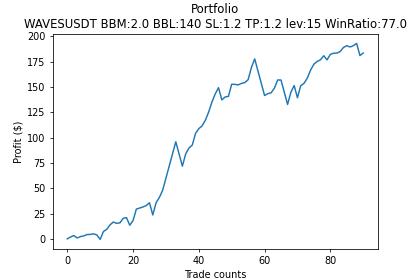 Portfolio
WAVESUSDT BBM:2.0 BBL:140 SL:1.2 TP:1.2 lev:15 WinRatio:77.0
200
175
150
125
100
75
50
25
0
Profit ($)
0 20 40 60 80
Trade counts